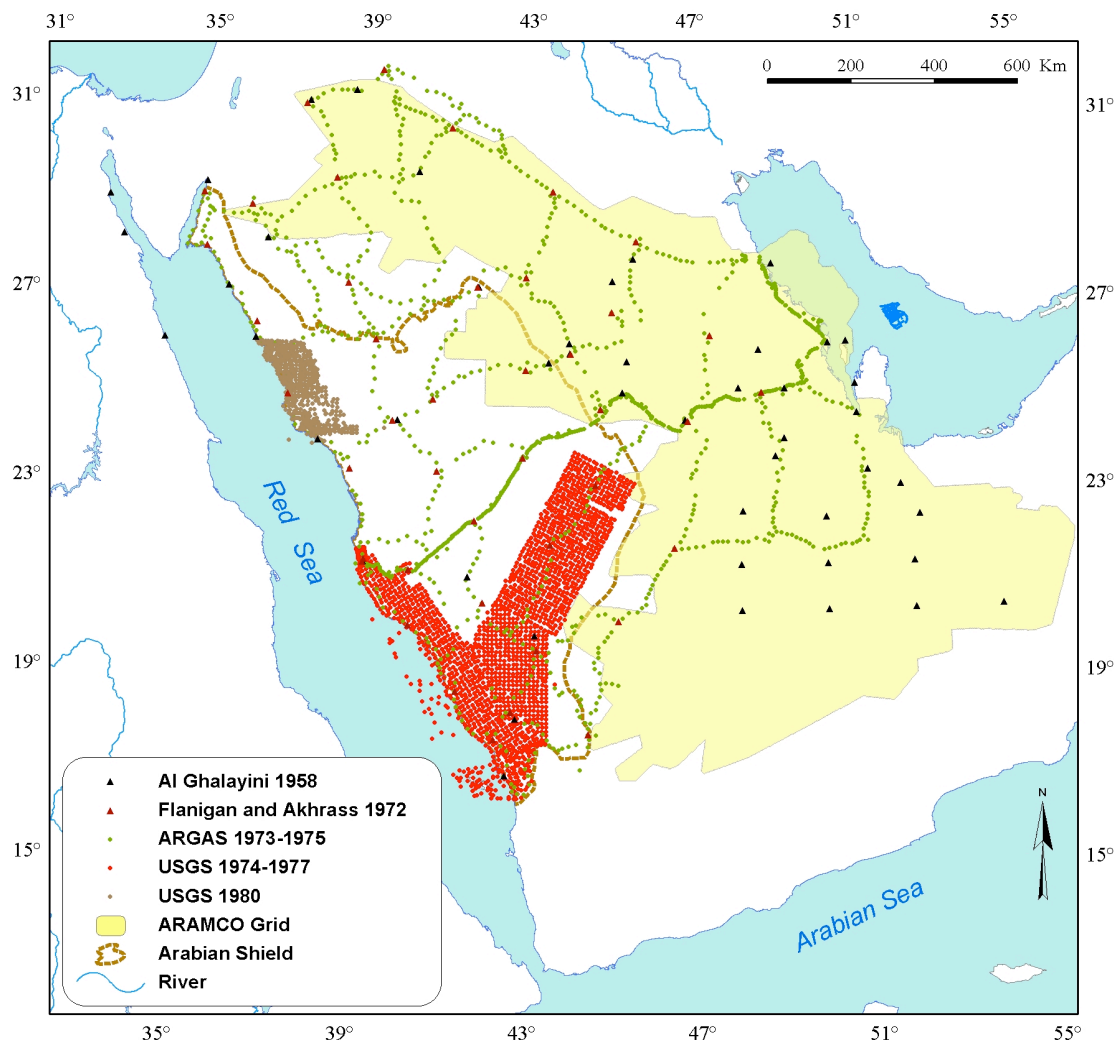 31° 35° 39° 43° 47° 51° 55°
0 200 400 600 Km
31° 31°
27° 27°
23° 23°
Red Sea
19° 19°
15° 15°
Al Ghalayini 1958
Flanigan and Akhrass 1972
ARGAS 1973-1975
USGS 1974-1977
USGS 1980
ARAMCO Grid
Arabian Shield
River
N
Arabian Sea
35° 39° 43° 47° 51° 55°